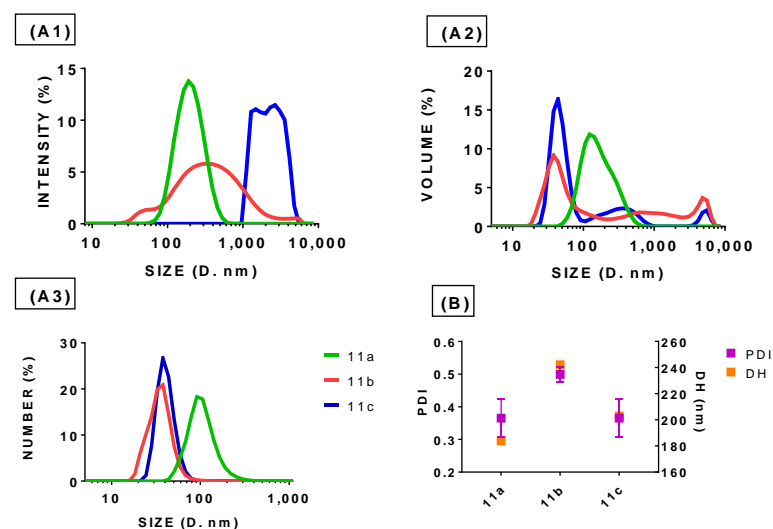 (A1)
INTENSITY (%)
15
10
5
0
10
100
1,000
10,000
SIZE (D. nm)
(A2)
VOLUME (%)
20
15
10
5
0
10
100
1,000
10,000
SIZE (D. nm)
(A3)
NUMBER (%)
30
20
10
0
10
100
1,000
SIZE (D. nm)
11a
11b
11c
(B)
PDI
0.6
0.5
0.4
0.3
0.2
11a
11b
11c
260
240
220
200
180
160
DH (nm)
PDI
DH